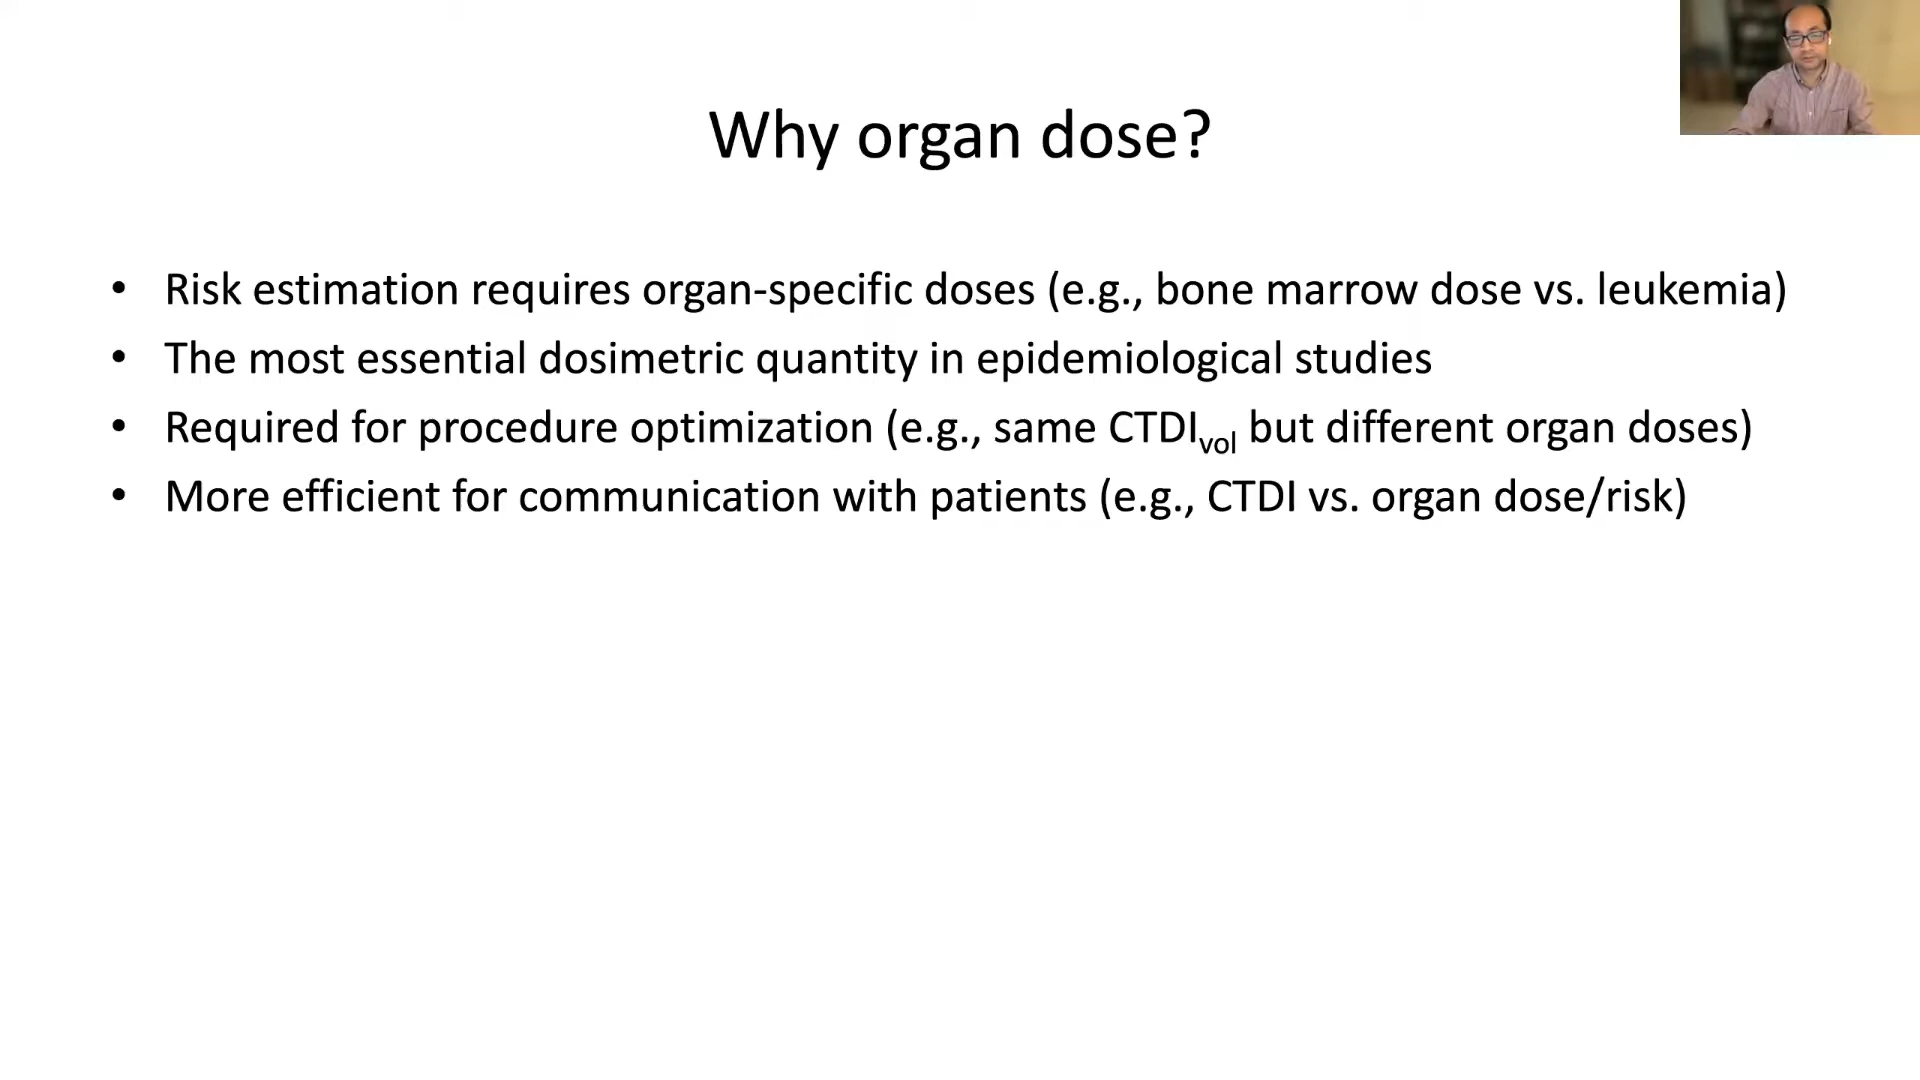 Why organ dose?
• Risk estimation requires organ-specific doses (e.g., bone marrow dose vs. leukemia)
• The most essential dosimetric quantity in epidemiological studies
• Required for procedure optimization (e.g., same CTDIvol but different organ doses)
• More efficient for communication with patients (e.g., CTDI vs. organ dose/risk)